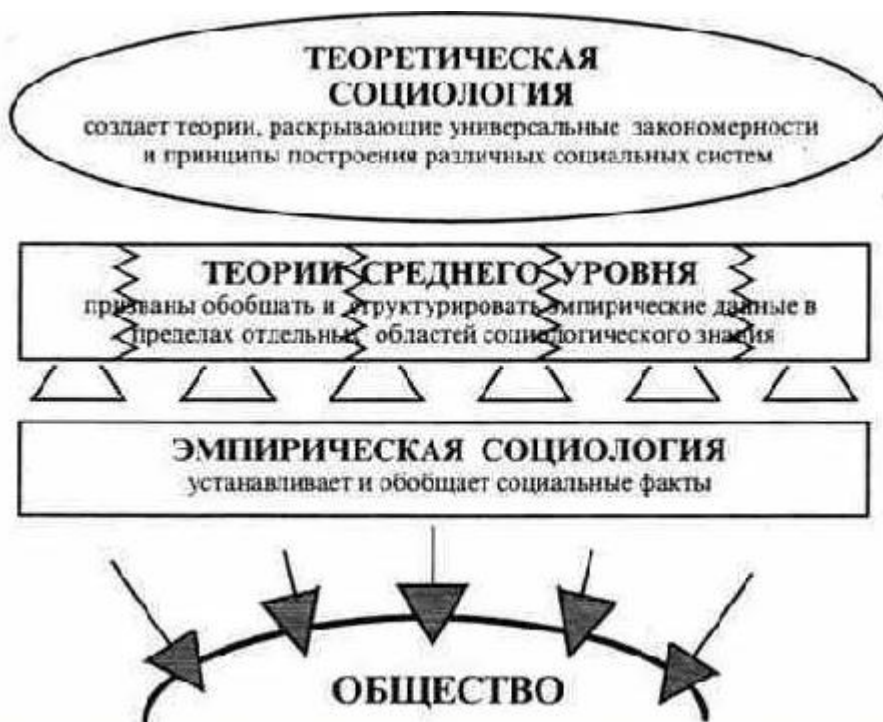 ТЕОРЕТИЧЕСКАЯ
СОЦИОЛОГИЯ
создает теории, раскрывающие универсальные закономерности
и принципы построения различных социальных систем
ТЕОРИИ СРЕДНЕГО УРОВНЯ
призваны обобщать и структурировать эмпирические данные в
пределах отдельных областей социологического знания
ЭМПИРИЧЕСКАЯ СОЦИОЛОГИЯ
устанавливает и обобщает социальные факты
ОБЩЕСТВО